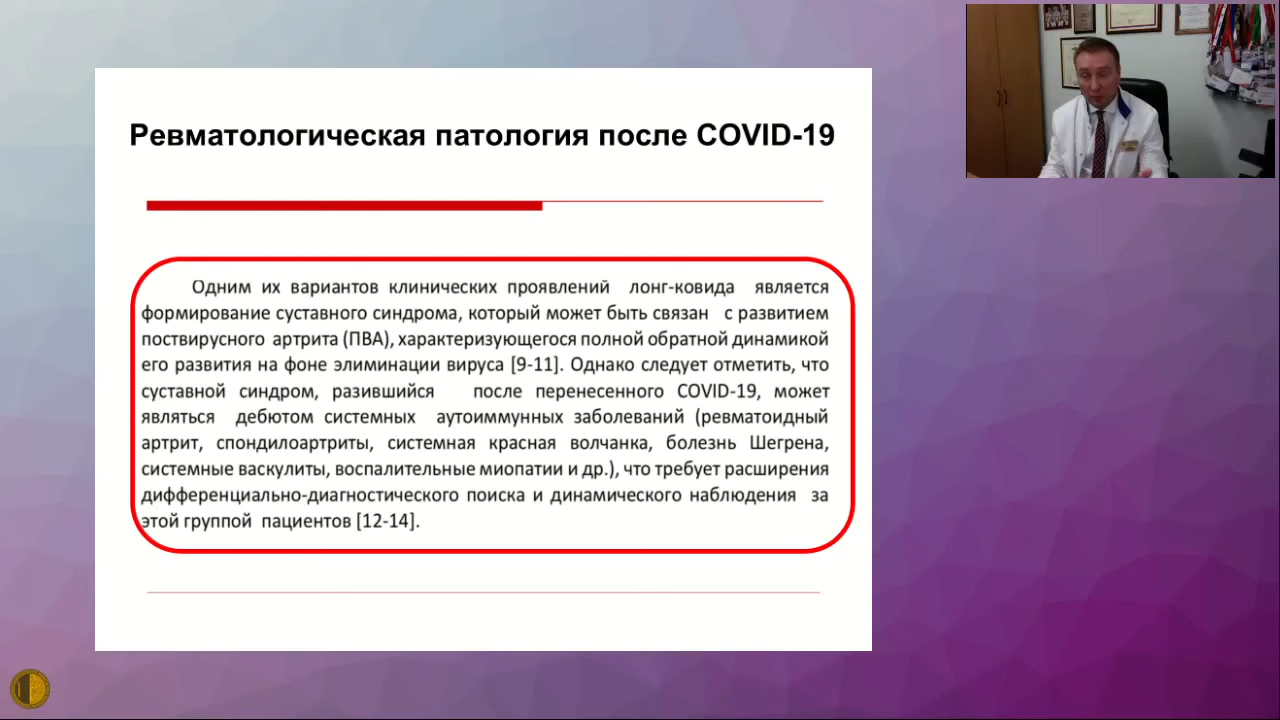 Ревматологическая патология после COVID-19
Одним их вариантов клинических проявлений лонг-ковида является
формирование суставного синдрома, который может быть связан с развитием
поствирусного артрита (ПВА), характеризующегося полной обратной динамикой
его развития на фоне элиминации вируса [9-11]. Однако следует отметить, что
суставной синдром, разившийся после перенесенного COVID-19, может
являться дебютом системных аутоиммунных заболеваний (ревматоидный
артрит, спондилоартриты, системная красная волчанка, болезнь Шегрена,
системные васкулиты, воспалительные миопатии и др.), что требует расширения
дифференциально-диагностического поиска и динамического наблюдения за
этой группой пациентов [12-14].